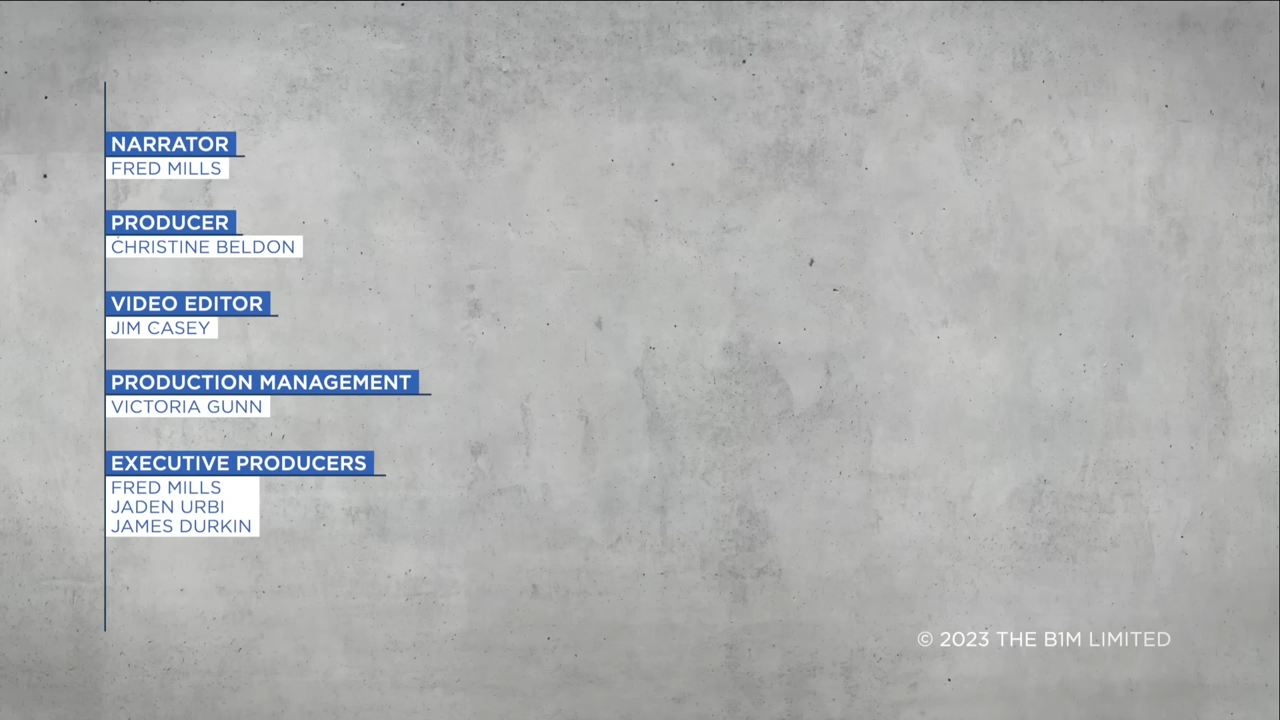 NARRATOR
FRED MILLS
PRODUCER
CHRISTINE BELDON
VIDEO EDITOR
JIM CASEY
PRODUCTION MANAGEMENT
VICTORIA GUNN
EXECUTIVE PRODUCERS
FRED MILLS
JADEN URBI
JAMES DURKIN
© 2023 THE B1M LIMITED